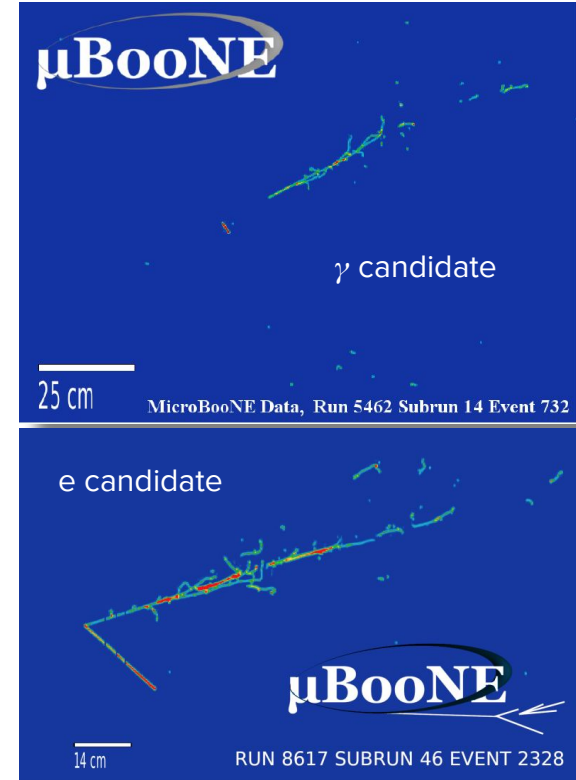 µBooNE
γ candidate
25 cm
MicroBooNE Data, Run 5462 Subrun 14 Event 732
e candidate
µBooNE
14 cm
RUN 8617 SUBRUN 46 EVENT 2328